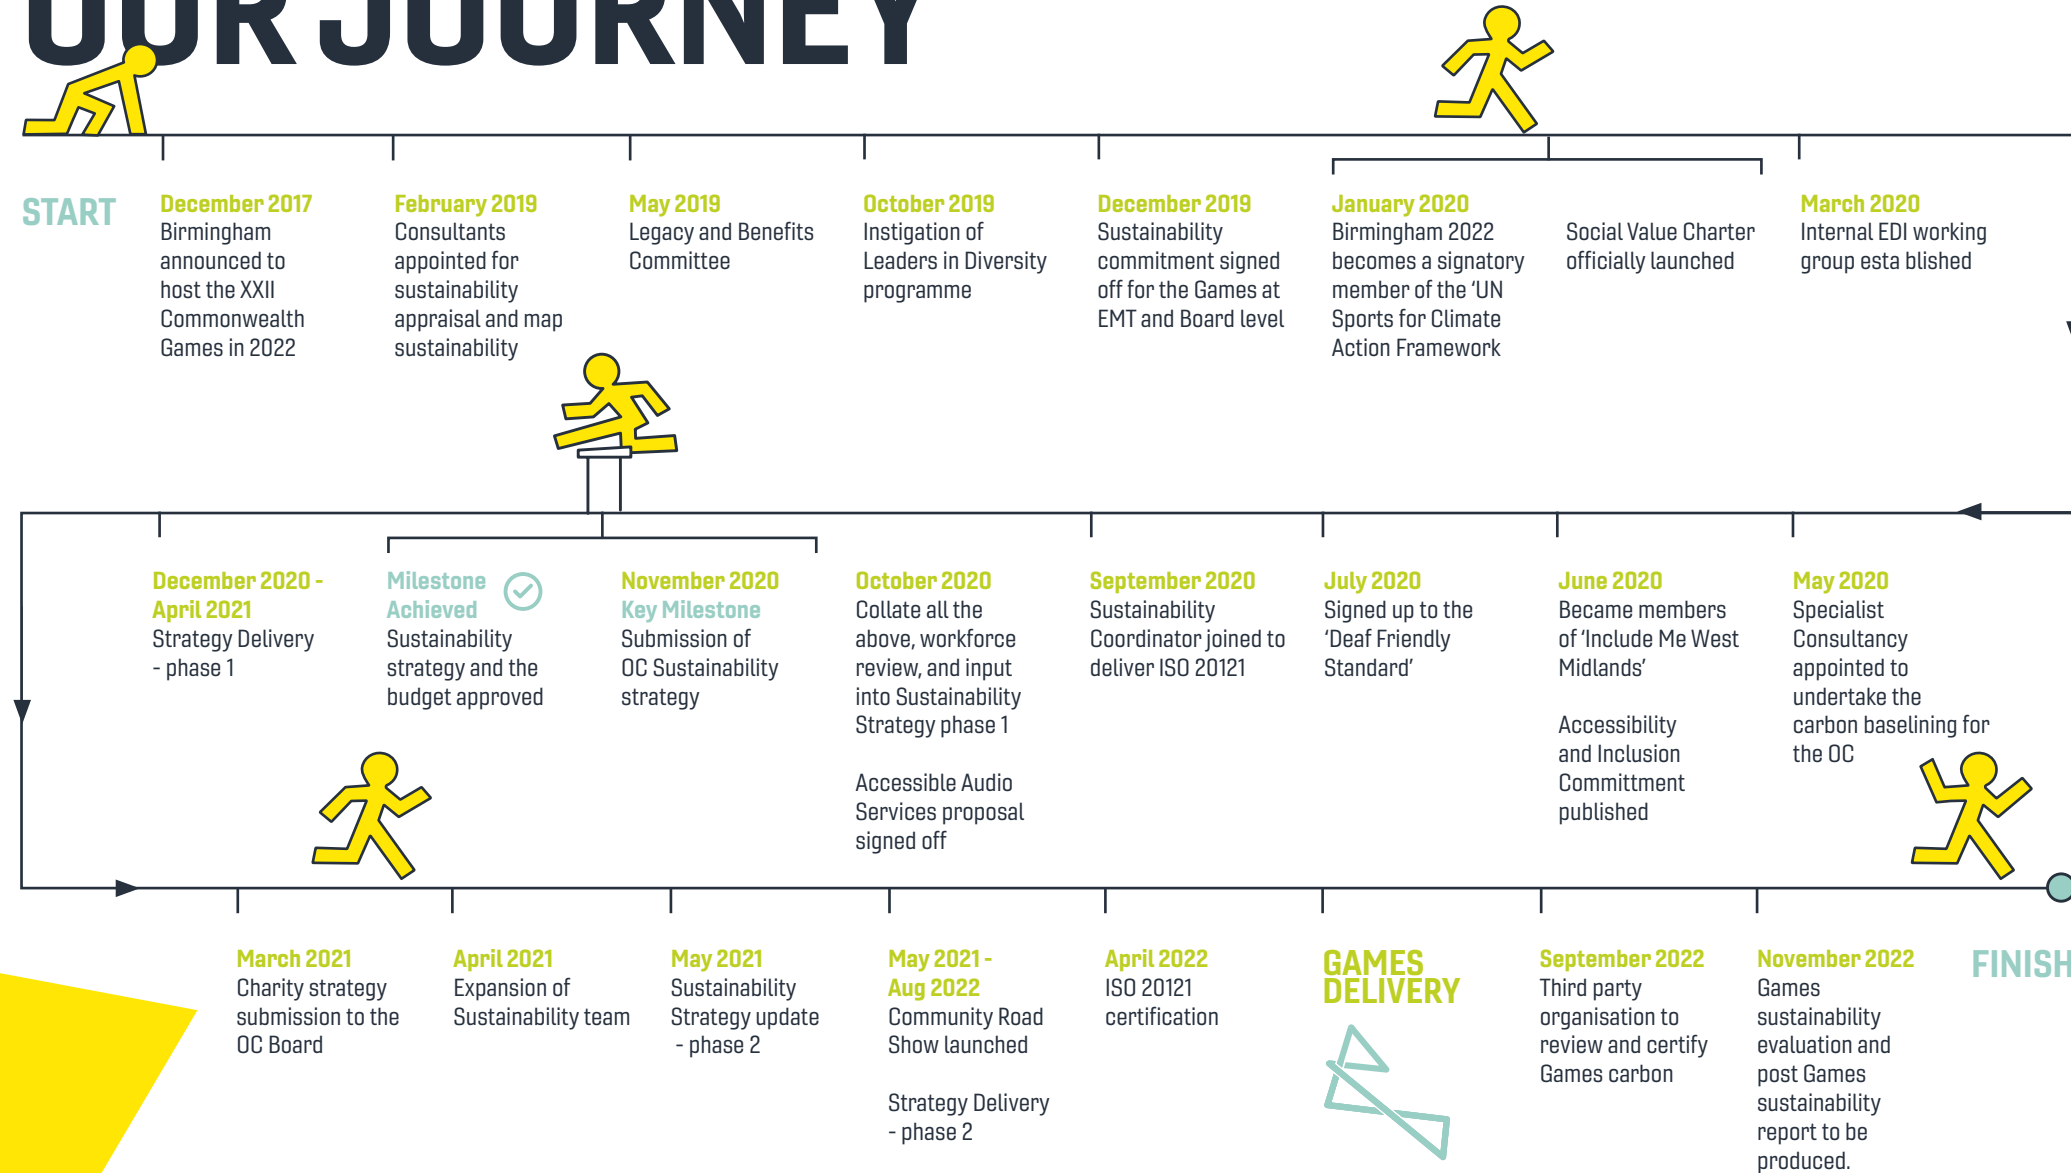 OUR JOURNEY
START
December 2017
Birmingham
announced to
host the XXII
Commonwealth
Games in 2022
February 2019
Consultants
appointed for
sustainability
appraisal and map
sustainability
May 2019
Legacy and Benefits
Committee
October 2019
Instigation of
Leaders in Diversity
programme
December 2019
Sustainability
commitment signed
off for the Games at
EMT and Board level
January 2020
Birmingham 2022
becomes a signatory
member of the ‘UN
Sports for Climate
Action Framework
Social Value Charter
officially launched
March 2020
Internal EDI working
group esta blished
December 2020 -
April 2021
Strategy Delivery
- phase 1
Milestone
Achieved
Sustainability
strategy and the
budget approved
November 2020
Key Milestone
Submission of
OC Sustainability
strategy
October 2020
Collate all the
above, workforce
review, and input
into Sustainability
Strategy phase 1
Accessible Audio
Services proposal
signed off
September 2020
Sustainability
Coordinator joined to
deliver ISO 20121
July 2020
Signed up to the
‘Deaf Friendly
Standard’
June 2020
Became members
of ‘Include Me West
Midlands’
Accessibility
and Inclusion
Committment
published
May 2020
Specialist
Consultancy
appointed to
undertake the
carbon baselining for
the OC
March 2021
Charity strategy
submission to the
OC Board
April 2021
Expansion of
Sustainability team
May 2021
Sustainability
Strategy update
- phase 2
May 2021 -
Aug 2022
Community Road
Show launched
Strategy Delivery
- phase 2
April 2022
ISO 20121
certification
GAMES
DELIVERY
September 2022
Third party
organisation to
review and certify
Games carbon
November 2022
Games
sustainability
evaluation and
post Games
sustainability
report to be
produced.
FINISH